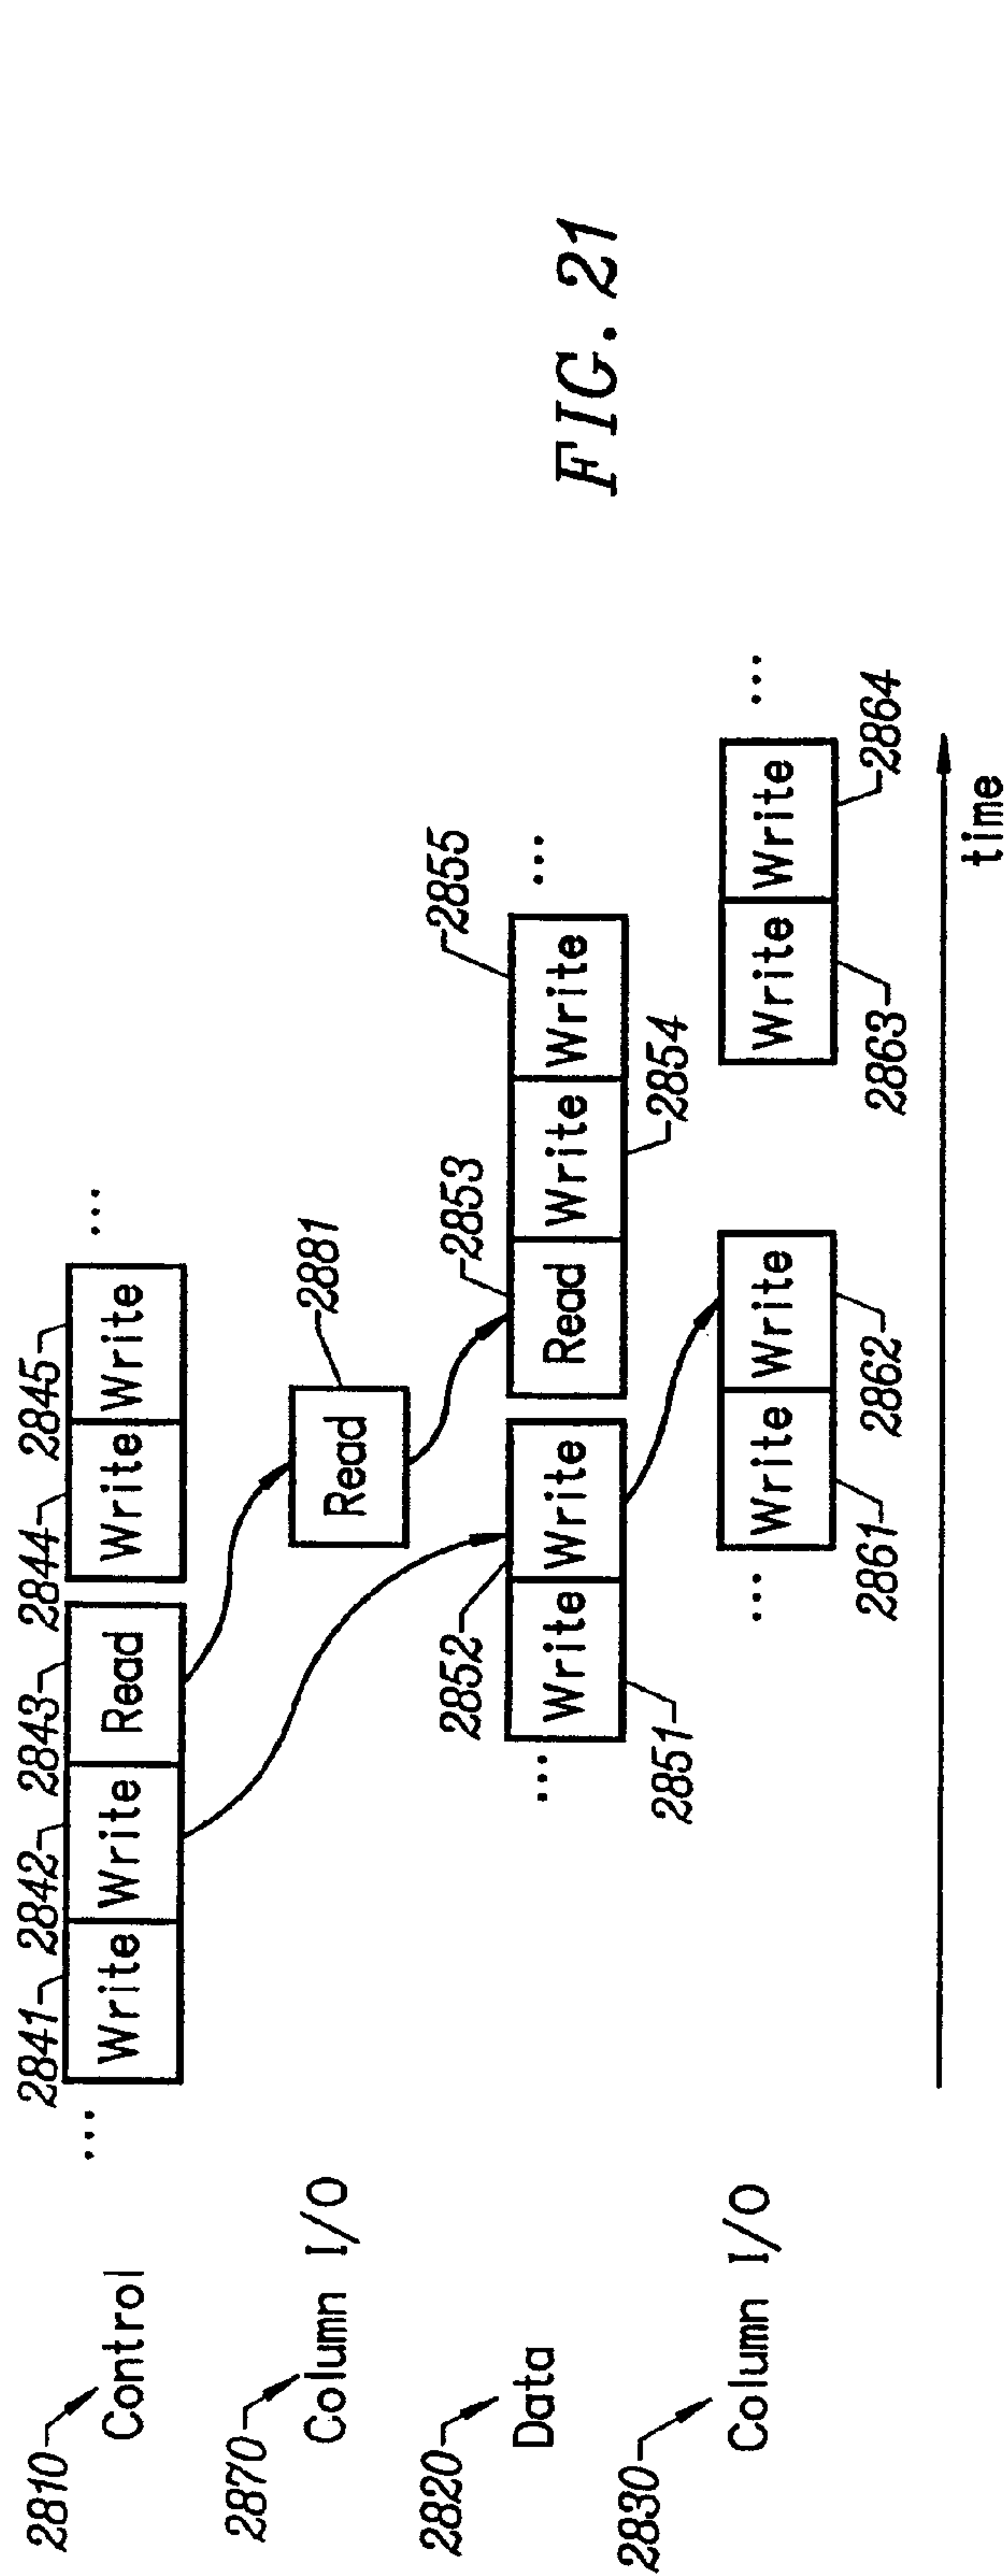 2810 2841 2842 2843 2844 2845
Control ... Write Write Read Write Write ...
2870 2881
Column I/O Read
2820 2852 2853 2855
Data ... Write Write Read Write Write ...
2851 2854
2830
Column I/O ... Write Write Write Write ...
2861 2862 2863 2864
time
FIG. 21